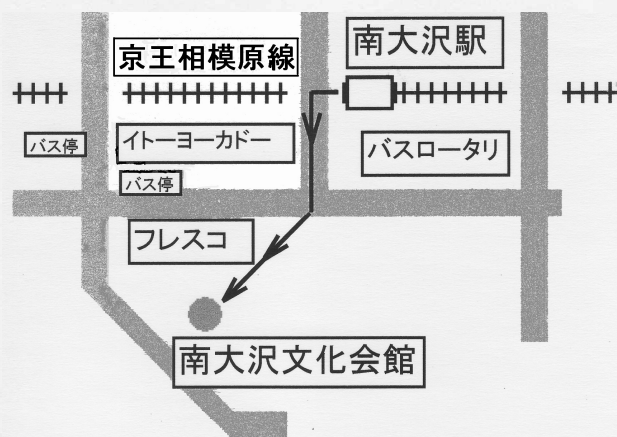 南大沢駅
京王相模原線
イトーヨーカドー
バスロータリ
バス停
バス停
フレスコ
南大沢文化会館